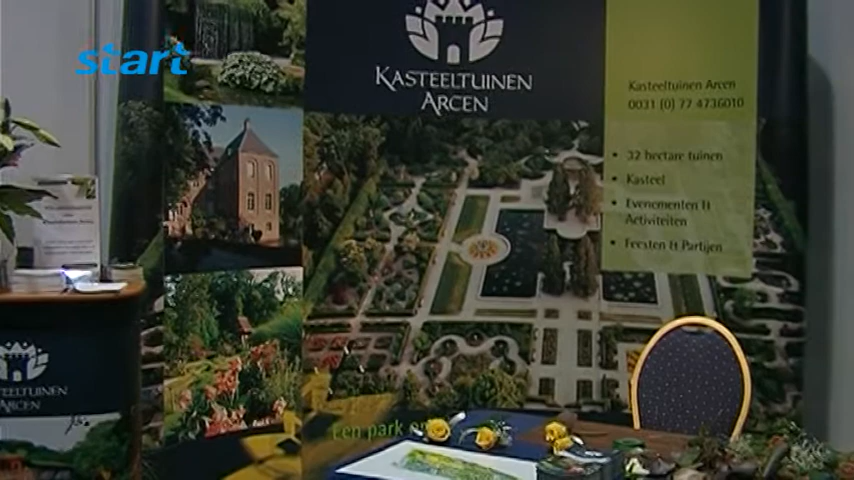 start
KASTEELTUINEN
ARCEN
Kasteeltuinen Arcen
0031 (0) 77 4736010
• 32 hectare tuinen
• Kasteel
• Evenementen &
Activiteiten
• Feesten & Partijen
STEELTUINEN
ARCEN
Een park